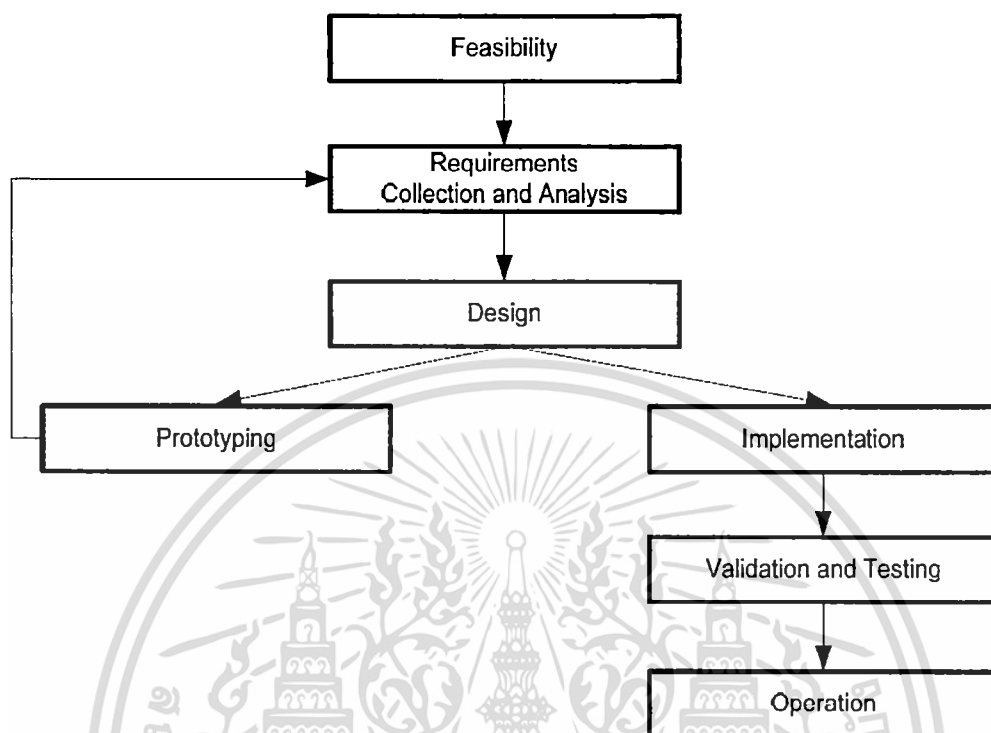 Feasibility
Requirements
Collection and Analysis
Design
Prototyping
Implementation
Validation and Testing
Operation